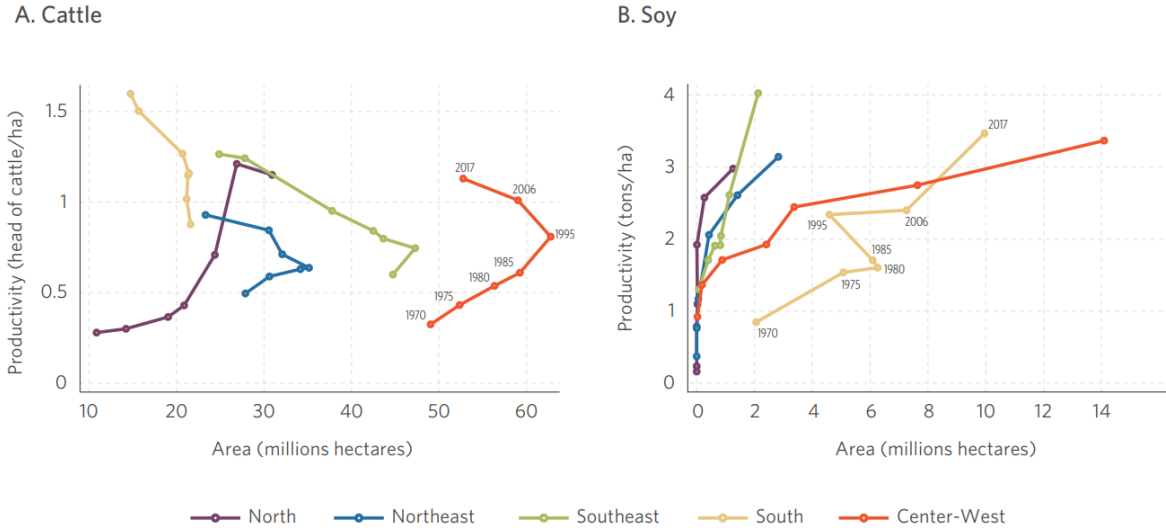 A. Cattle
Productivity (head of cattle/ha)
1.5
1
0.5
0
2017
2006
1995
1985
1980
1975
1970
10 20 30 40 50 60
Area (millions hectares)
B. Soy
Productivity (tons/ha)
4
3
2
1
0
2017
2006
1995
1985
1980
1975
1970
0 2 4 6 8 10 12 14
Area (millions hectares)
North Northeast Southeast South Center-West